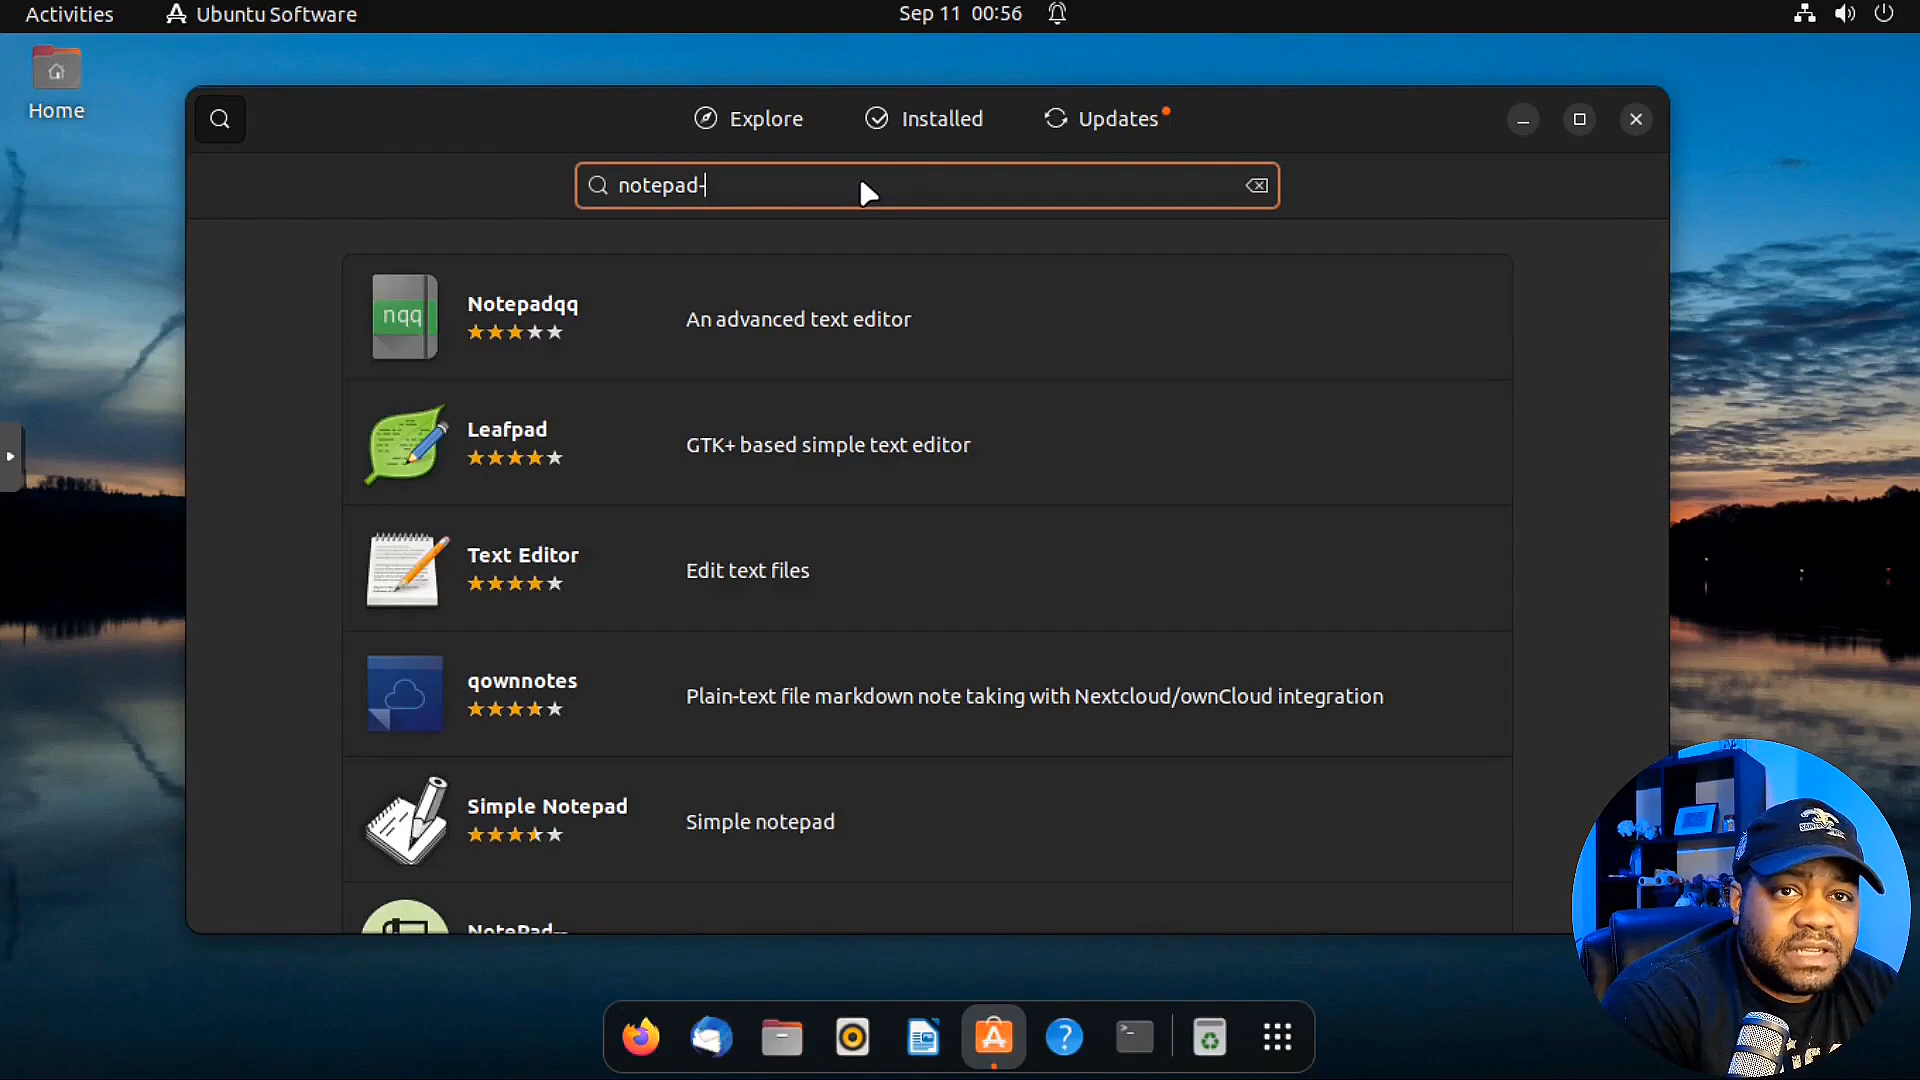 Activities
Ubuntu Software
Sep 11 00:56
Home
Explore
Installed
Updates
notepad-
nqq
Notepadqq
An advanced text editor
Leafpad
GTK+ based simple text editor
Text Editor
Edit text files
qownnotes
Plain-text file markdown note taking with Nextcloud/ownCloud integration
Simple Notepad
Simple notepad
NotePad--
SAINTS